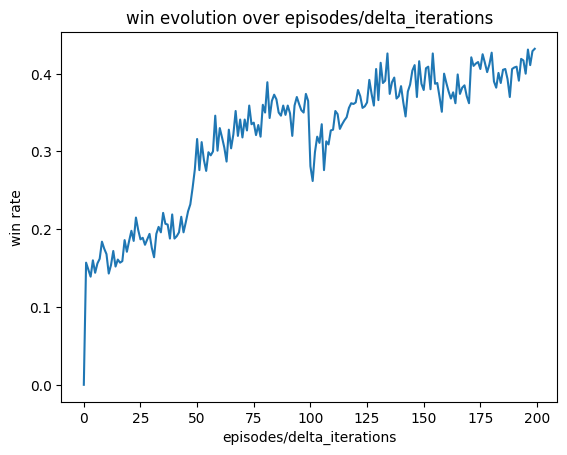 win evolution over episodes/delta_iterations
0.4
0.3
0.2
0.1
0.0
win rate
0 25 50 75 100 125 150 175 200
episodes/delta_iterations